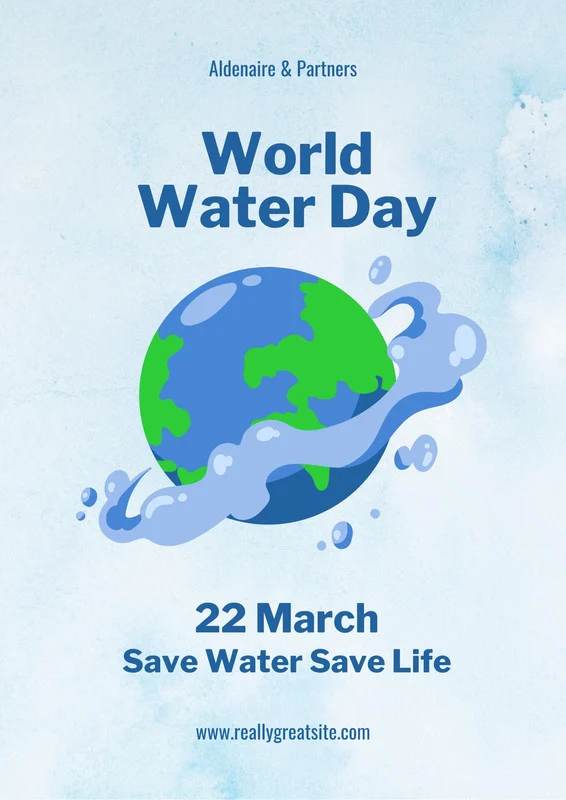 Aldenaire & Partners
World
Water Day
22 March
Save Water Save Life
www.reallygreatsite.com